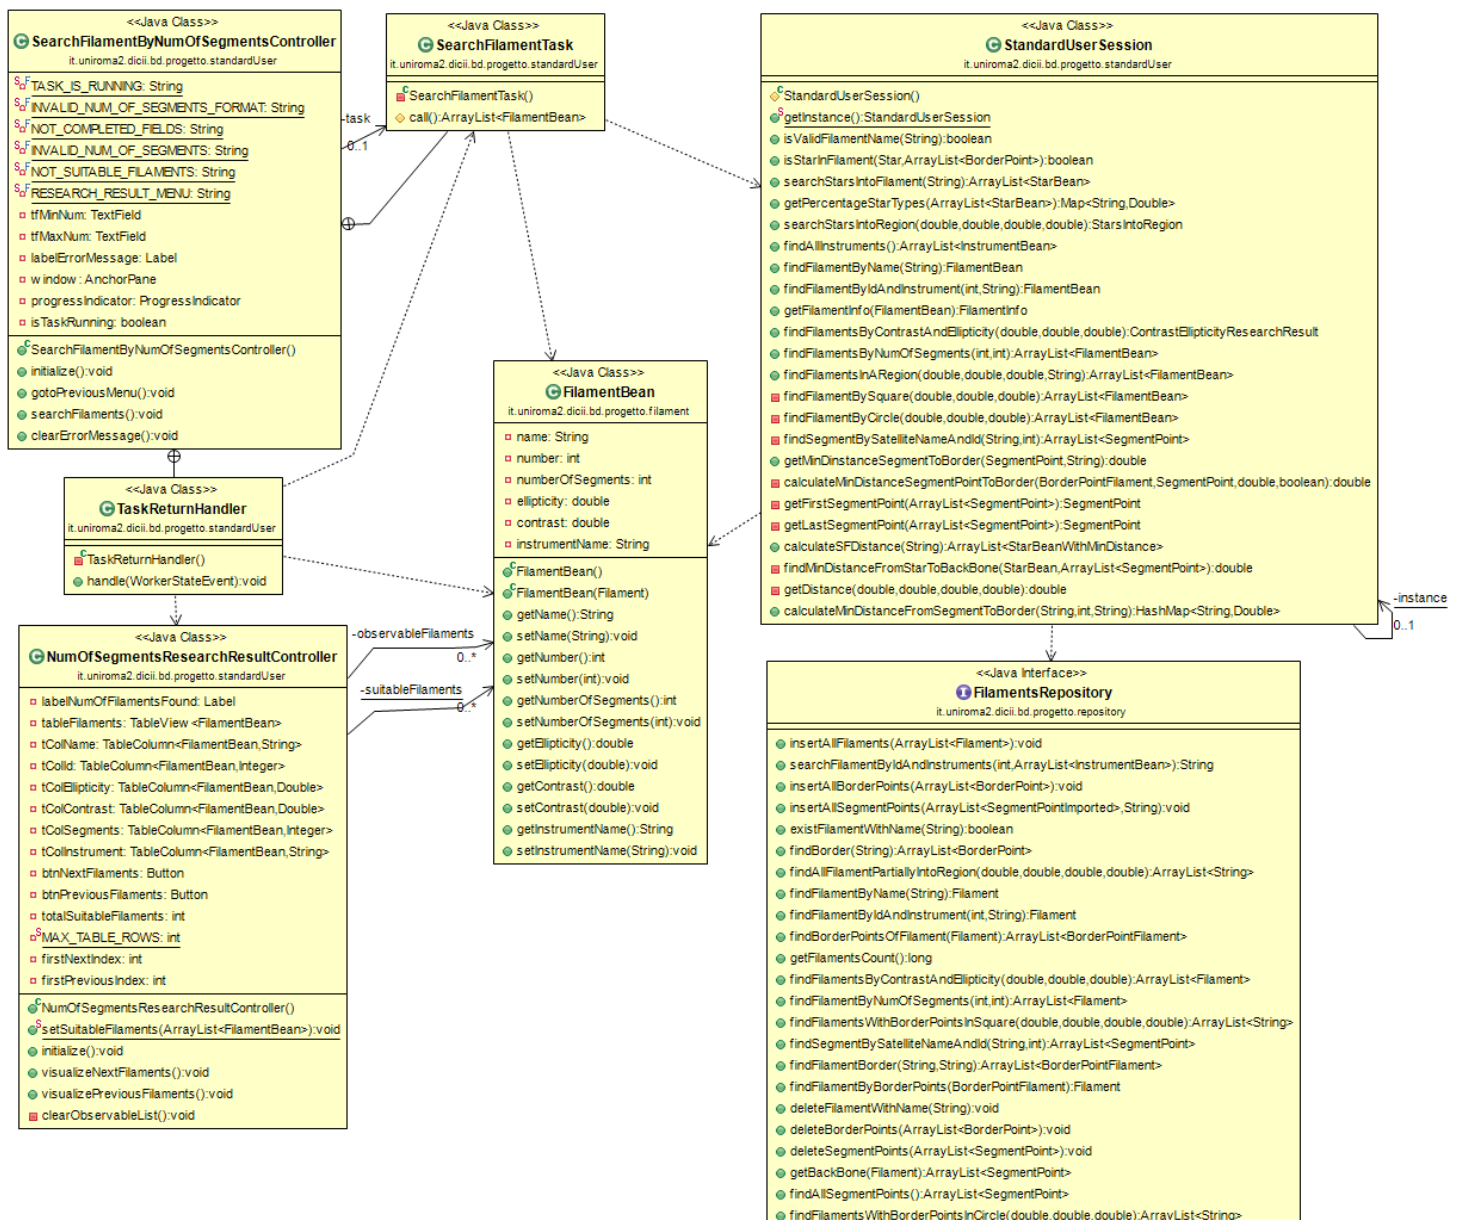 <<Java Class>>
SearchFilamentByNumOfSegmentsController
it.uniroma2.dicii.bd.progetto.standardUser
TASK_IS_RUNNING: String
INVALID_NUM_OF_SEGMENTS_FORMAT: String
NOT_COMPLETED_FIELDS: String
INVALID_NUM_OF_SEGMENTS: String
NOT_SUITABLE_FILAMENTS: String
RESEARCH_RESULT_MENU: String
tfMinNum: TextField
tfMaxNum: TextField
labelErrorMessage: Label
window: AnchorPane
progressIndicator: ProgressIndicator
isTaskRunning: boolean
SearchFilamentByNumOfSegmentsController()
initialize():void
gotoPreviousMenu():void
searchFilaments():void
clearErrorMessage():void
-task
0..1
<<Java Class>>
SearchFilamentTask
it.uniroma2.dicii.bd.progetto.standardUser
SearchFilamentTask()
call():ArrayList<FilamentBean>
<<Java Class>>
StandardUserSession
it.uniroma2.dicii.bd.progetto.standardUser
StandardUserSession()
getInstance():StandardUserSession
isValidFilamentName(String):boolean
isStarInFilament(Star,ArrayList<BorderPoint>):boolean
searchStarsIntoFilament(String):ArrayList<StarBean>
getPercentageStarTypes(ArrayList<StarBean>):Map<String,Double>
searchStarsIntoRegion(double,double,double,double):StarsIntoRegion
findAllInstruments():ArrayList<InstrumentBean>
findFilamentByName(String):FilamentBean
findFilamentByIdAndInstrument(int,String):FilamentBean
getFilamentInfo(FilamentBean):FilamentInfo
findFilamentsByContrastAndEllipticity(double,double,double):ContrastEllipticityResearchResult
findFilamentsByNumOfSegments(int,int):ArrayList<FilamentBean>
findFilamentsInARegion(double,double,double,String):ArrayList<FilamentBean>
findFilamentBySquare(double,double,double):ArrayList<FilamentBean>
findFilamentByCircle(double,double,double):ArrayList<FilamentBean>
findSegmentBySatelliteNameAndId(String,int):ArrayList<SegmentPoint>
getMinDinstanceSegmentToBorder(SegmentPoint,String):double
calculateMinDistanceSegmentPointToBorder(BorderPointFilament,SegmentPoint,double,boolean):double
getFirstSegmentPoint(ArrayList<SegmentPoint>):SegmentPoint
getLastSegmentPoint(ArrayList<SegmentPoint>):SegmentPoint
calculateSFDistance(String):ArrayList<StarBeanWithMinDistance>
findMinDistanceFromStarToBackBone(StarBean,ArrayList<SegmentPoint>):double
getDistance(double,double,double,double):double
calculateMinDistanceFromSegmentToBorder(String,int,String):HashMap<String,Double>
-instance
0..1
<<Java Class>>
TaskReturnHandler
it.uniroma2.dicii.bd.progetto.standardUser
TaskReturnHandler()
handle(WorkerStateEvent):void
<<Java Class>>
FilamentBean
it.uniroma2.dicii.bd.progetto.filament
name: String
number: int
numberOfSegments: int
ellipticity: double
contrast: double
instrumentName: String
FilamentBean()
FilamentBean(Filament)
getName():String
setName(String):void
getNumber():int
setNumber(int):void
getNumberOfSegments():int
setNumberOfSegments(int):void
getEllipticity():double
setEllipticity(double):void
getContrast():double
setContrast(double):void
getInstrumentName():String
setInstrumentName(String):void
-observableFilaments
0..*
-suitableFilaments
0..*
<<Java Class>>
NumOfSegmentsResearchResultController
it.uniroma2.dicii.bd.progetto.standardUser
labelNumOfFilamentsFound: Label
tableFilaments: TableView<FilamentBean>
tColName: TableColumn<FilamentBean,String>
tColId: TableColumn<FilamentBean,Integer>
tColEllipticity: TableColumn<FilamentBean,Double>
tColContrast: TableColumn<FilamentBean,Double>
tColSegments: TableColumn<FilamentBean,Integer>
tColInstrument: TableColumn<FilamentBean,String>
btnNextFilaments: Button
btnPreviousFilaments: Button
totalSuitableFilaments: int
MAX_TABLE_ROWS: int
firstNextIndex: int
firstPreviousIndex: int
NumOfSegmentsResearchResultController()
setSuitableFilaments(ArrayList<FilamentBean>):void
initialize():void
visualizeNextFilaments():void
visualizePreviousFilaments():void
clearObservableList():void
<<Java Interface>>
FilamentsRepository
it.uniroma2.dicii.bd.progetto.repository
insertAllFilaments(ArrayList<Filament>):void
searchFilamentByIdAndInstruments(int,ArrayList<InstrumentBean>):String
insertAllBorderPoints(ArrayList<BorderPoint>):void
insertAllSegmentPoints(ArrayList<SegmentPointImported>,String):void
existFilamentWithName(String):boolean
findBorder(String):ArrayList<BorderPoint>
findAllFilamentPartiallyIntoRegion(double,double,double,double):ArrayList<String>
findFilamentByName(String):Filament
findFilamentByIdAndInstrument(int,String):Filament
findBorderPointsOfFilament(Filament):ArrayList<BorderPointFilament>
getFilamentsCount():long
findFilamentsByContrastAndEllipticity(double,double,double):ArrayList<Filament>
findFilamentByNumOfSegments(int,int):ArrayList<Filament>
findFilamentsWithBorderPointsInSquare(double,double,double,double):ArrayList<String>
findSegmentBySatelliteNameAndId(String,int):ArrayList<SegmentPoint>
findFilamentBorder(String,String):ArrayList<BorderPointFilament>
findFilamentByBorderPoints(BorderPointFilament):Filament
deleteFilamentWithName(String):void
deleteBorderPoints(ArrayList<BorderPoint>):void
deleteSegmentPoints(ArrayList<SegmentPoint>):void
getBackBone(Filament):ArrayList<SegmentPoint>
findAllSegmentPoints():ArrayList<SegmentPoint>
findFilamentsWithBorderPointsInCircle(double,double,double):ArrayList<String>